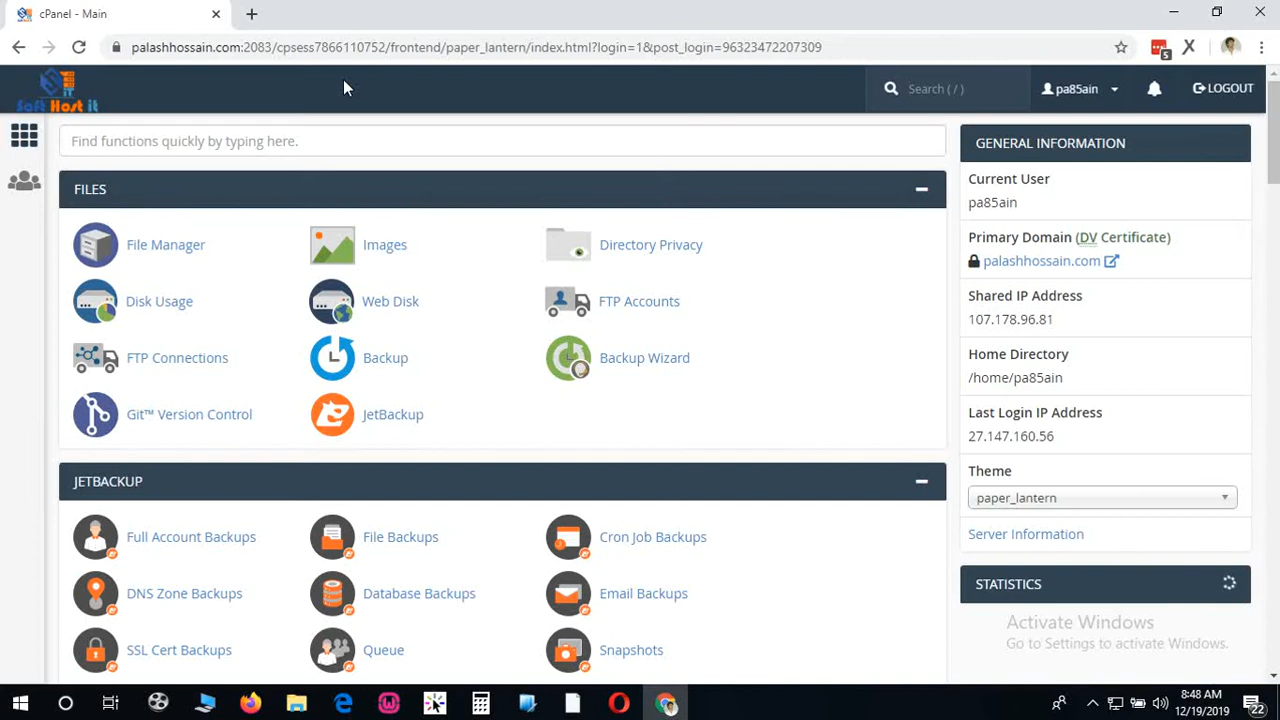 cPanel - Main
palashhossain.com:2083/cpsess7866110752/frontend/paper_lantern/index.html?login=1&post_login=96323472207309
5
Soft Host it
Search ( / )
pa85ain
LOGOUT
Find functions quickly by typing here.
FILES
File Manager
Images
Directory Privacy
Disk Usage
Web Disk
FTP Accounts
FTP Connections
Backup
Backup Wizard
Git™ Version Control
JetBackup
JETBACKUP
Full Account Backups
File Backups
Cron Job Backups
DNS Zone Backups
Database Backups
Email Backups
SSL Cert Backups
Queue
Snapshots
GENERAL INFORMATION
Current User
pa85ain
Primary Domain (DV Certificate)
palashhossain.com
Shared IP Address
107.178.96.81
Home Directory
/home/pa85ain
Last Login IP Address
27.147.160.56
Theme
paper_lantern
Server Information
STATISTICS
Activate Windows
Go to Settings to activate Windows.
8:48 AM
12/19/2019
22